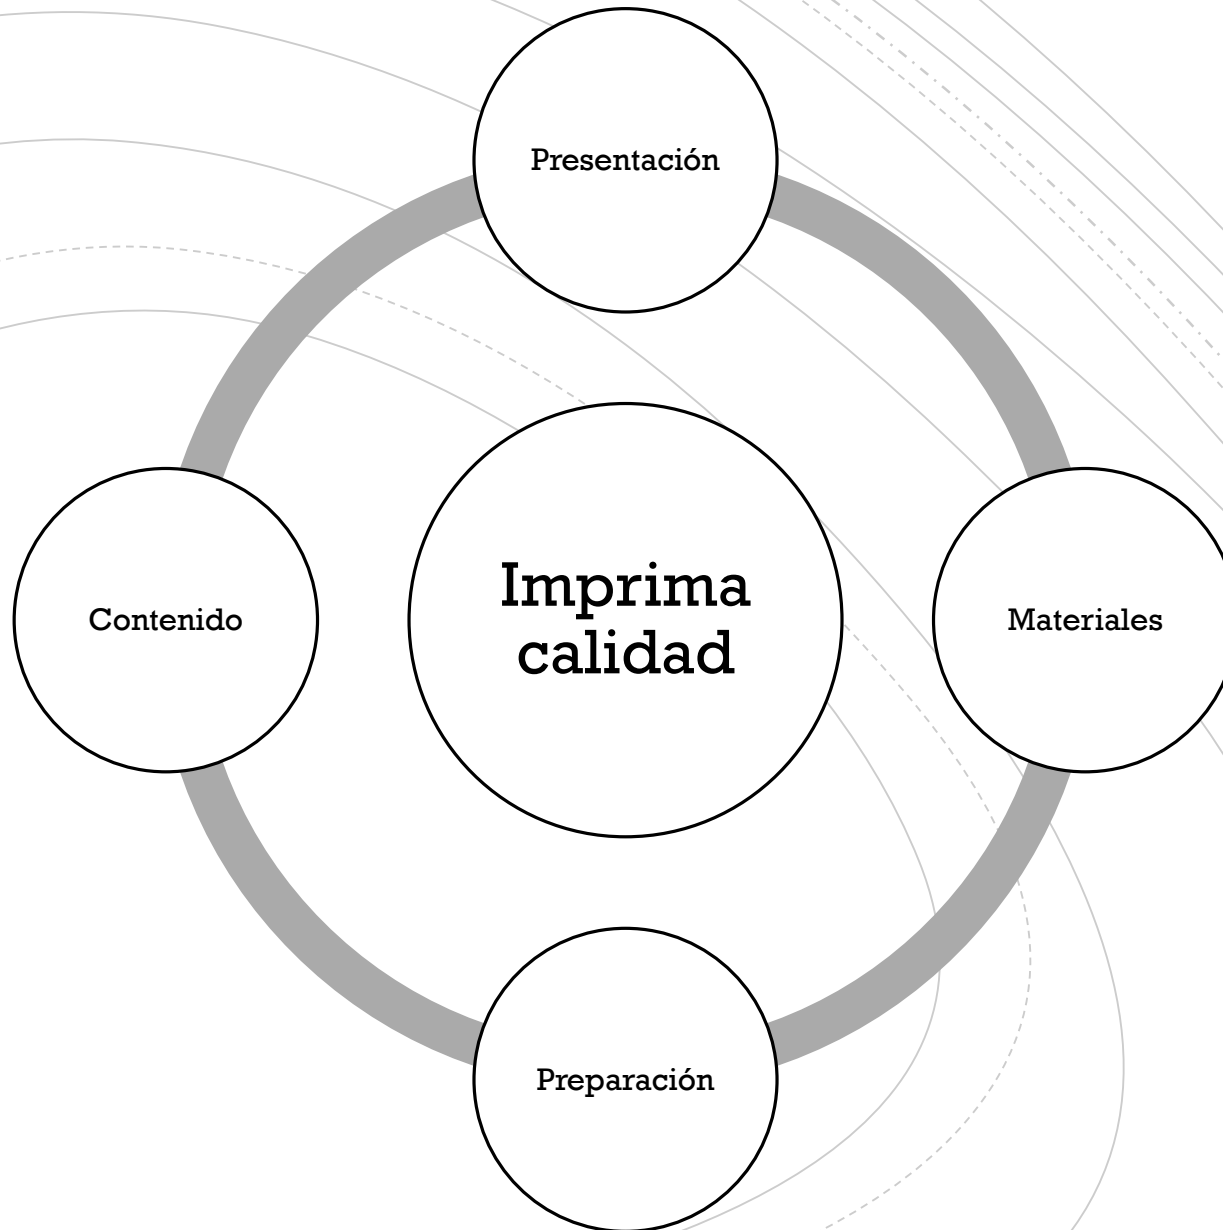 Presentación
Imprima
calidad
Contenido
Materiales
Preparación